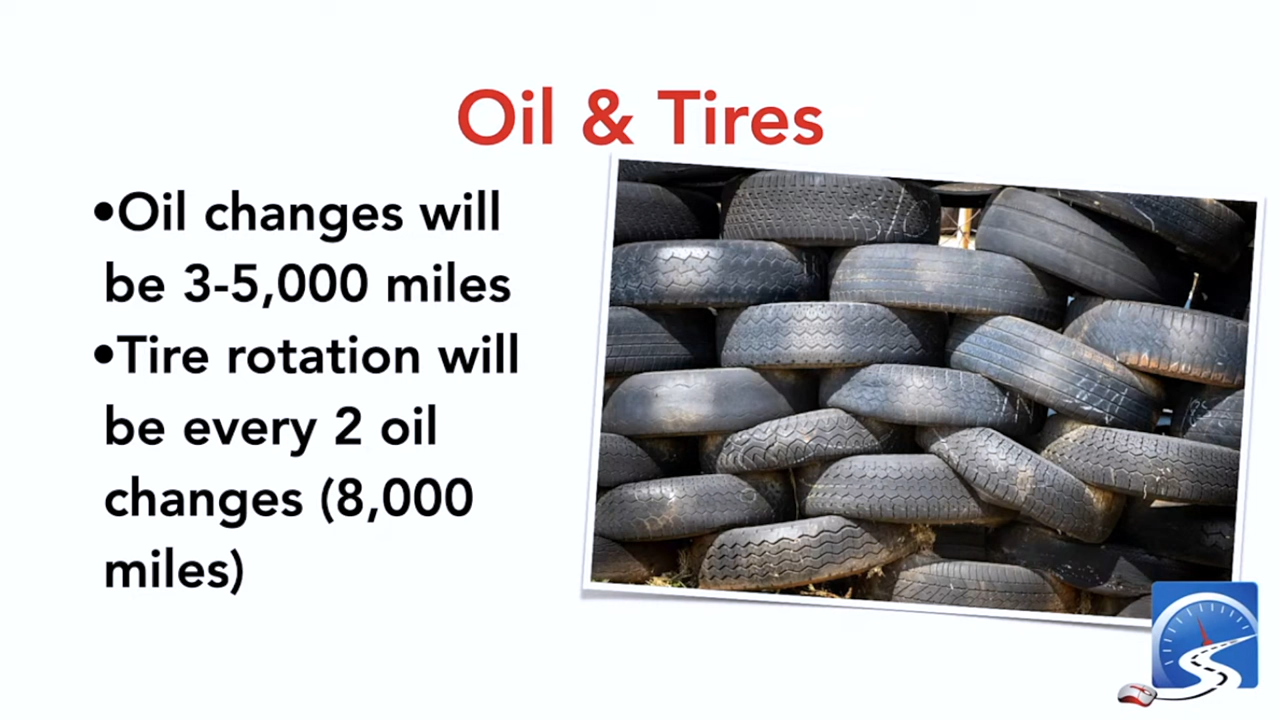 Oil & Tires
•Oil changes will
be 3-5,000 miles
•Tire rotation will
be every 2 oil
changes (8,000
miles)